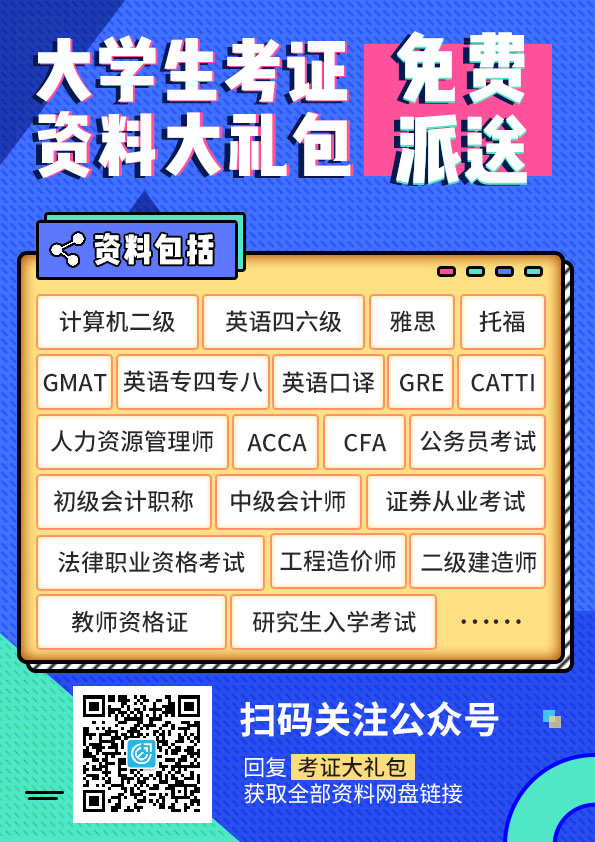 大学生考证 免费
资料大礼包 派送
资料包括
计算机二级 英语四六级 雅思 托福
GMAT 英语专四专八 英语口译 GRE CATTI
人力资源管理师 ACCA CFA 公务员考试
初级会计职称 中级会计师 证券从业考试
法律职业资格考试 工程造价师 二级建造师
教师资格证 研究生入学考试 ……
扫码关注公众号
回复 考证大礼包
获取全部资料网盘链接